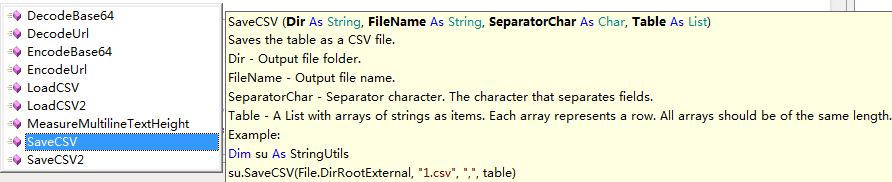 DecodeBase64
DecodeUrl
EncodeBase64
EncodeUrl
LoadCSV
LoadCSV2
MeasureMultilineTextHeight
SaveCSV
SaveCSV2
SaveCSV (Dir As String, FileName As String, SeparatorChar As Char, Table As List)
Saves the table as a CSV file.
Dir - Output file folder.
FileName - Output file name.
SeparatorChar - Separator character. The character that separates fields.
Table - A List with arrays of strings as items. Each array represents a row. All arrays should be of the same length.
Example:
Dim su As StringUtils
su.SaveCSV(File.DirRootExternal, "1.csv", ",", table)